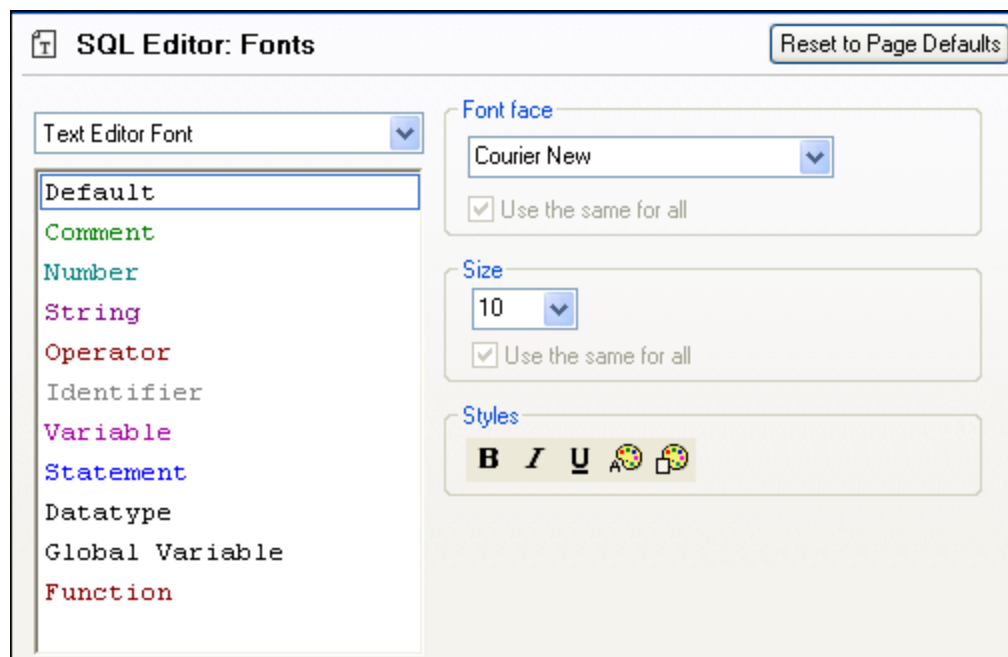 SQL Editor: Fonts
Reset to Page Defaults
Text Editor Font
Default
Comment
Number
String
Operator
Identifier
Variable
Statement
Datatype
Global Variable
Function
Font face
Courier New
Use the same for all
Size
10
Use the same for all
Styles
B I U